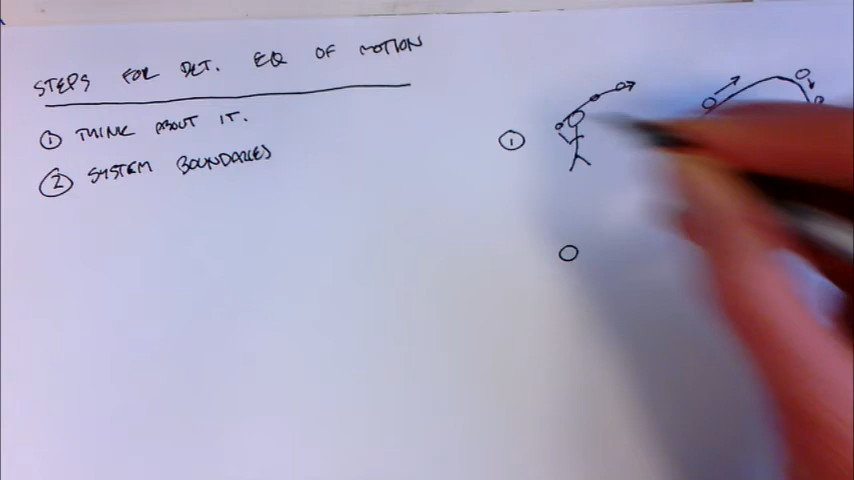 STEPS FOR DET. EQ OF MOTION
① THINK ABOUT IT.
② SYSTEM BOUNDARIES
①